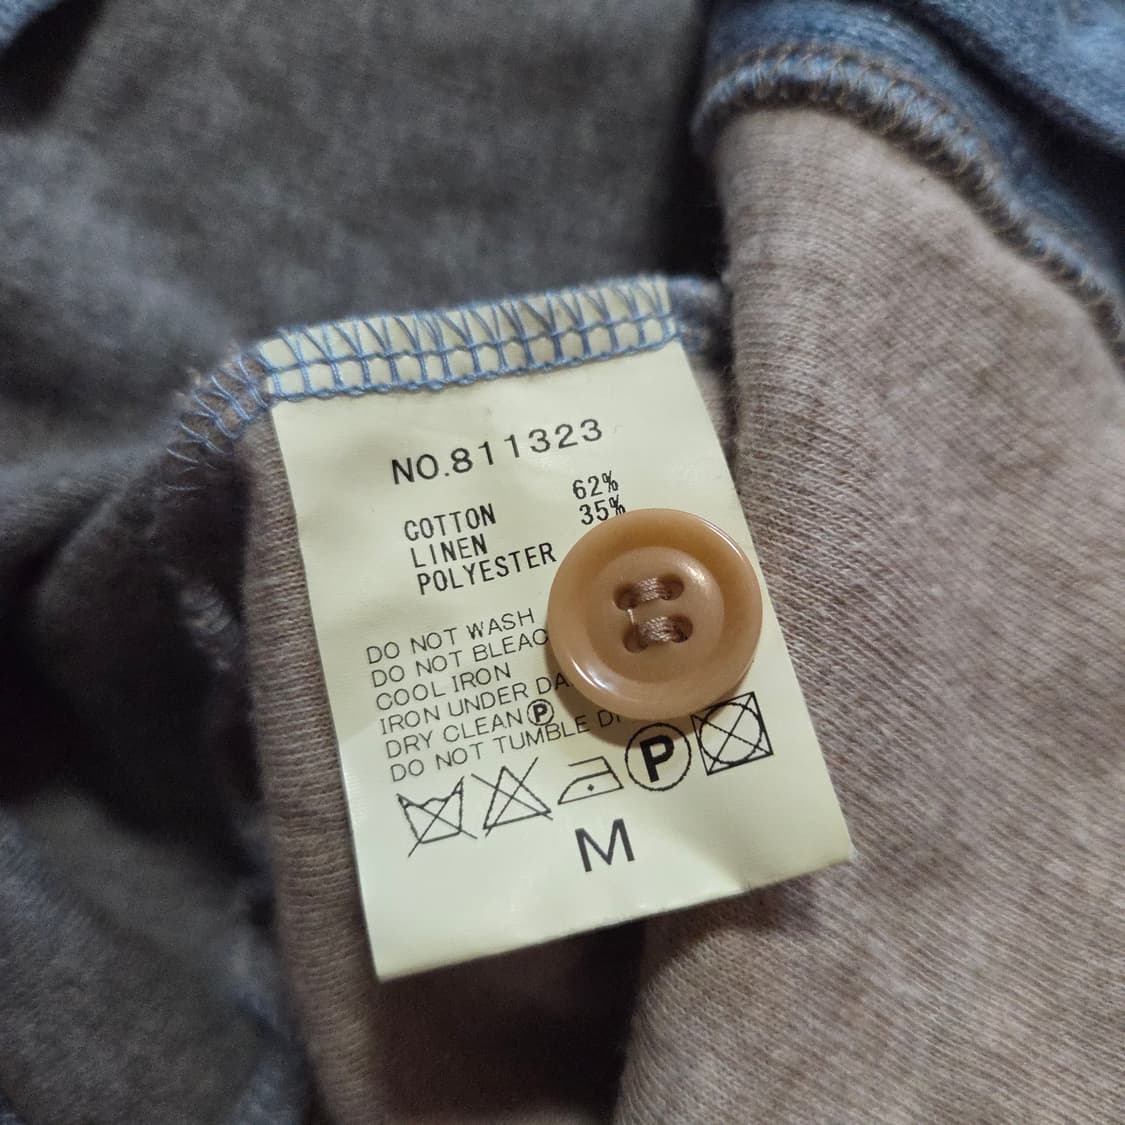 NO.811323
COTTON 62%
LINEN 35%
POLYESTER
DO NOT WASH
DO NOT BLEAC
COOL IRON
IRON UNDER DA
DRY CLEAN Ⓟ
DO NOT TUMBLE D
P
M